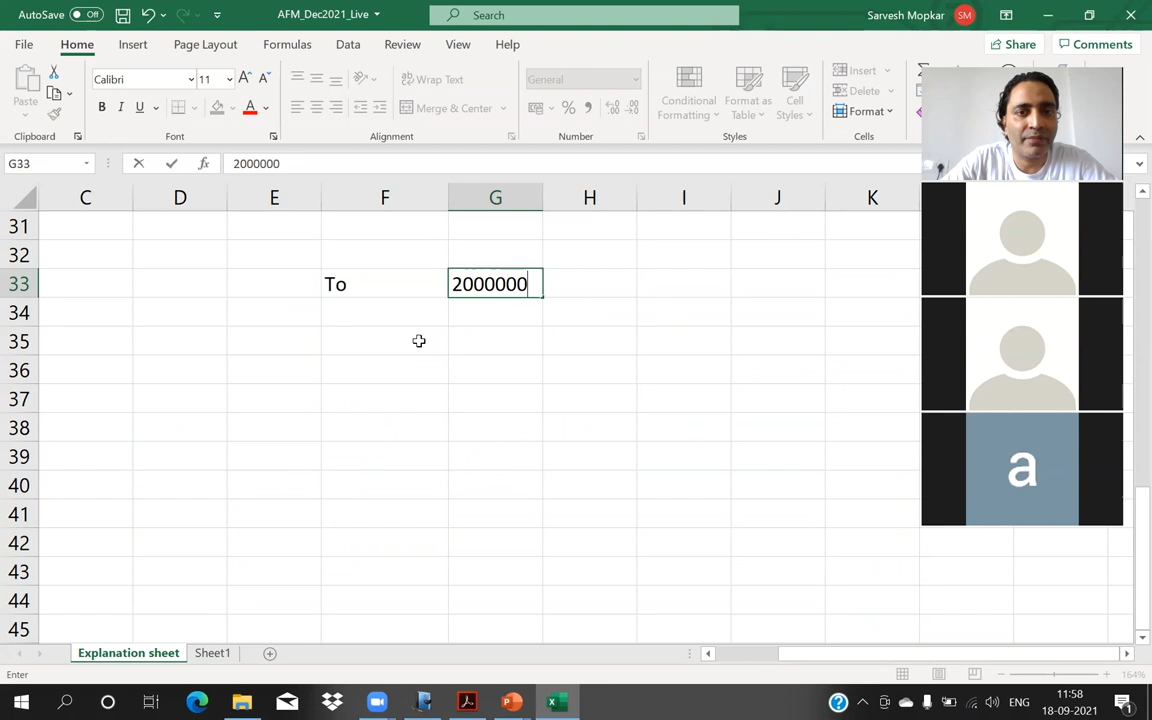 AutoSave Off AFM_Dec2021_Live Search Sarvesh Mopkar SM
File Home Insert Page Layout Formulas Data Review View Help Share Comments
Paste Calibri 11 A A Wrap Text General Conditional Formatting Format as Table Cell Styles Insert Delete Format
B I U A Merge & Center % 
Clipboard Font Alignment Number Styles Cells
G33 fx 2000000
C D E F G H I J K
31
32
33 To 2000000
34
35
36
37
38
39
40
41
42
43
44
45
a
Explanation sheet Sheet1
Enter 164%
ENG 11:58
18-09-2021 1